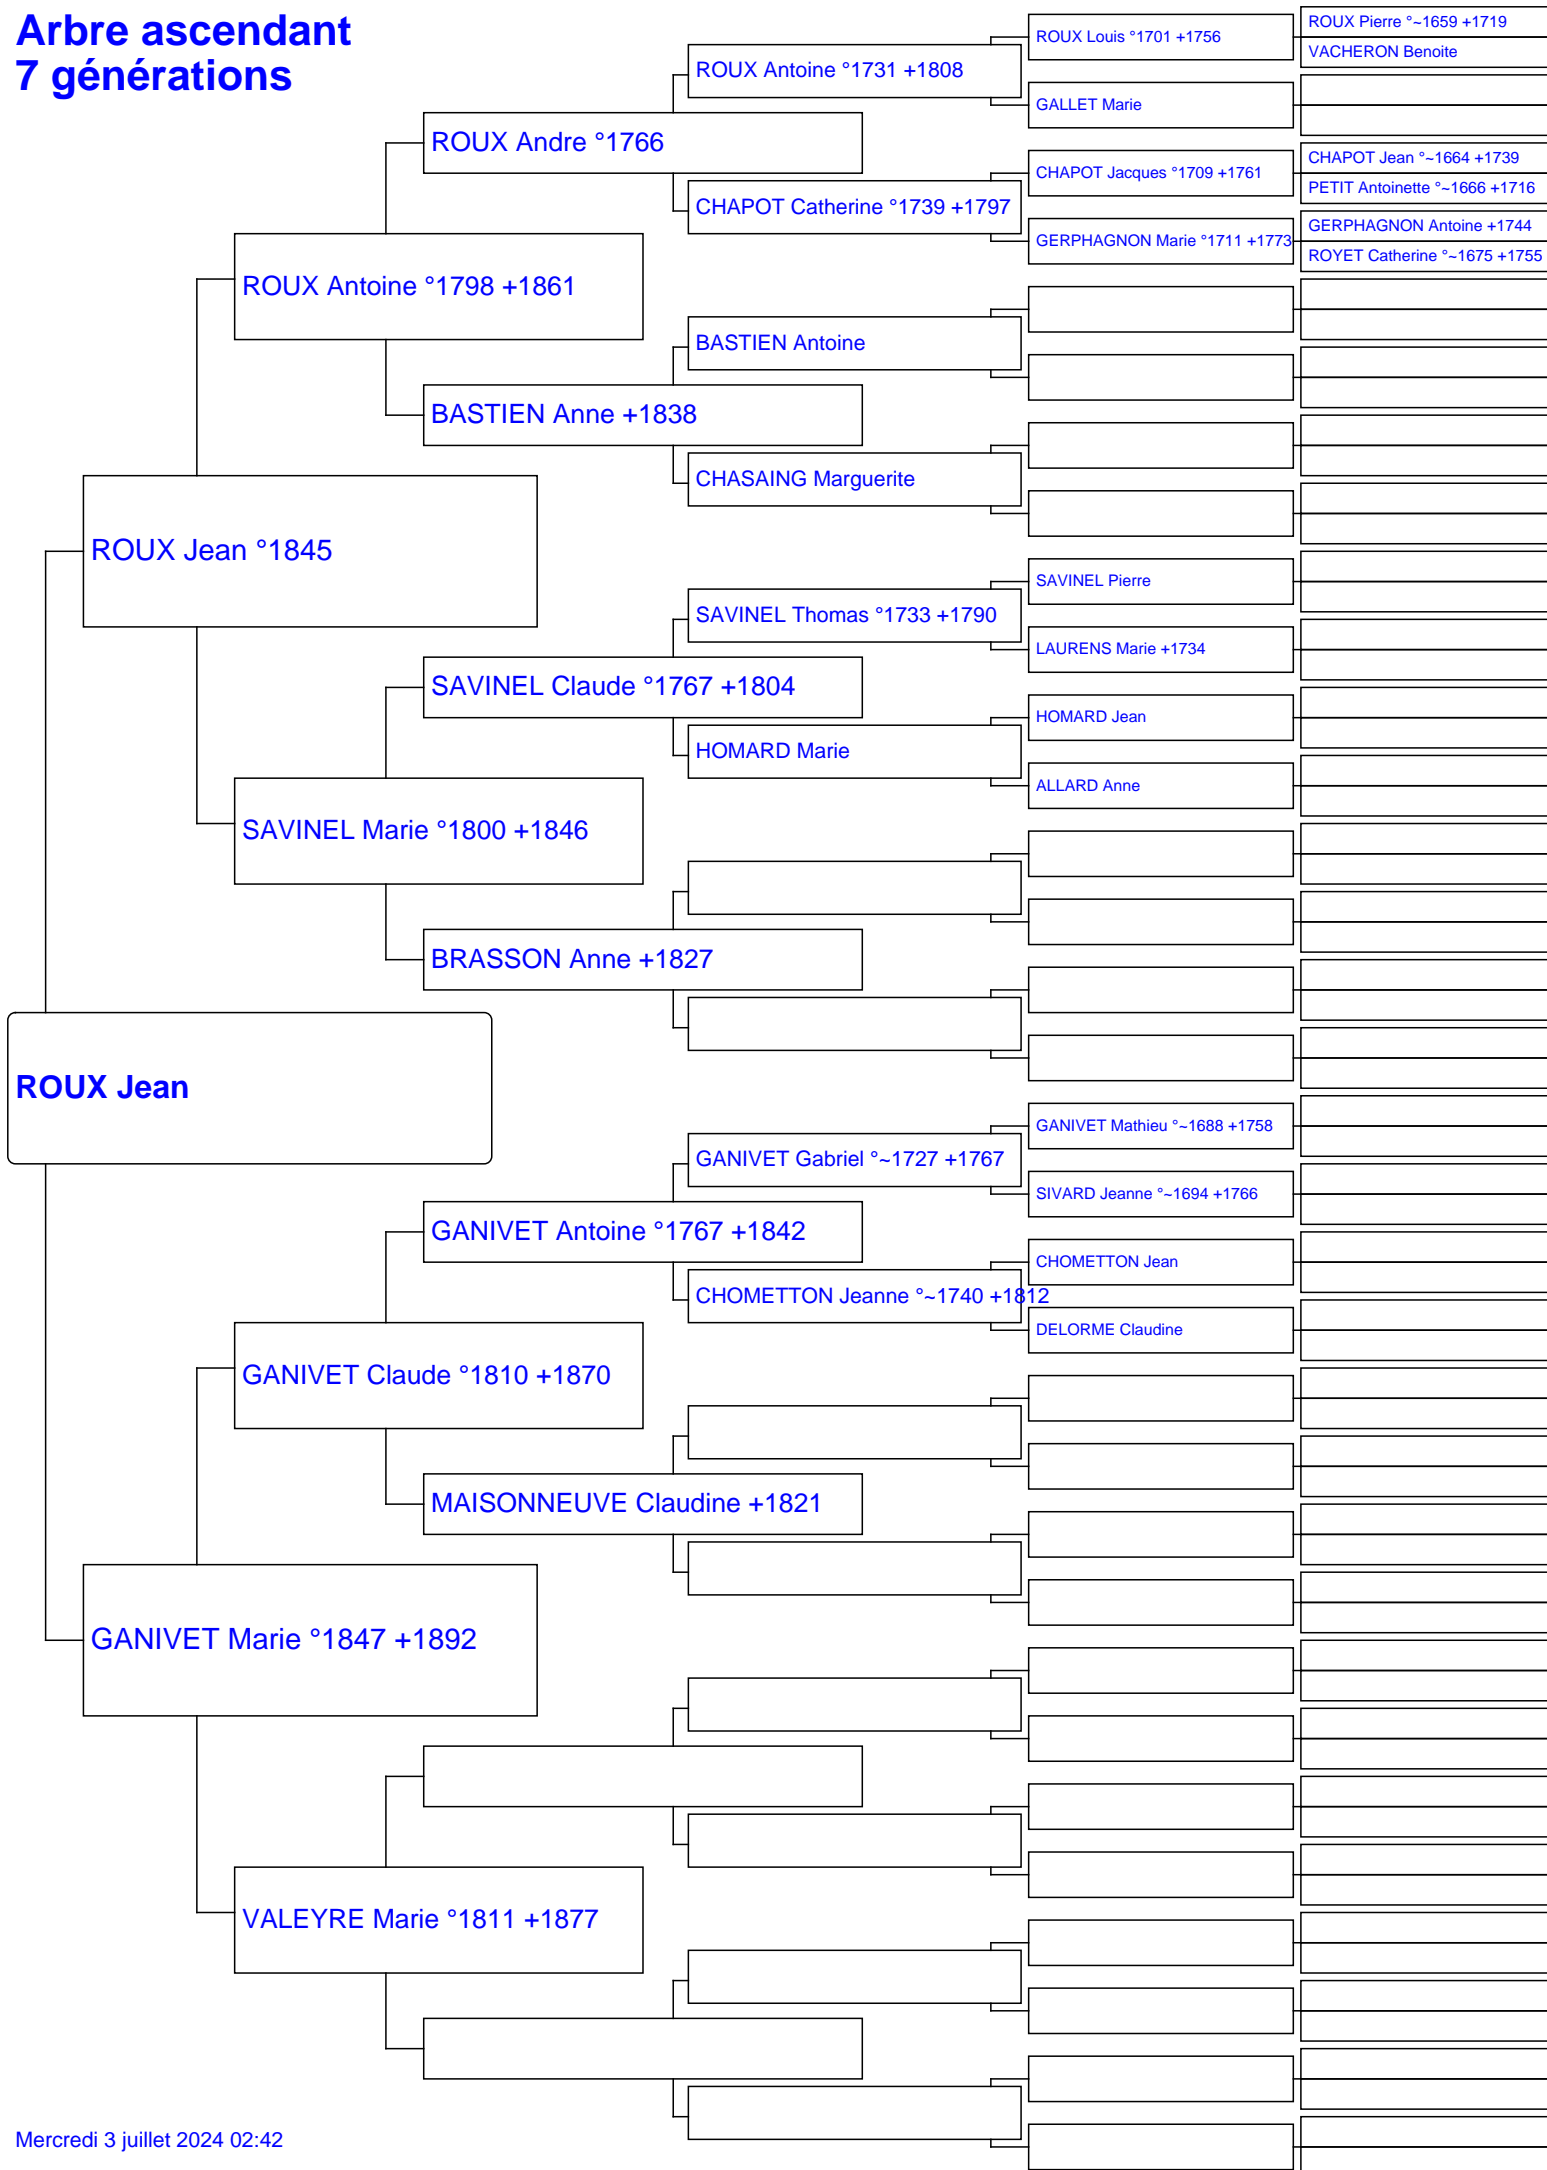 Arbre ascendant
7 générations
ROUX Pierre °~1659 +1719
ROUX Louis °1701 +1756
VACHERON Benoite
ROUX Antoine °1731 +1808
GALLET Marie
ROUX Andre °1766
CHAPOT Jean °~1664 +1739
CHAPOT Jacques °1709 +1761
PETIT Antoinette °~1666 +1716
CHAPOT Catherine °1739 +1797
GERPHAGNON Antoine +1744
GERPHAGNON Marie °1711 +1773
ROYET Catherine °~1675 +1755
ROUX Antoine °1798 +1861
BASTIEN Antoine
BASTIEN Anne +1838
CHASAING Marguerite
ROUX Jean °1845
SAVINEL Pierre
SAVINEL Thomas °1733 +1790
LAURENS Marie +1734
SAVINEL Claude °1767 +1804
HOMARD Jean
HOMARD Marie
ALLARD Anne
SAVINEL Marie °1800 +1846
BRASSON Anne +1827
ROUX Jean
GANIVET Mathieu °~1688 +1758
GANIVET Gabriel °~1727 +1767
SIVARD Jeanne °~1694 +1766
GANIVET Antoine °1767 +1842
CHOMETTON Jean
CHOMETTON Jeanne °~1740 +1812
DELORME Claudine
GANIVET Claude °1810 +1870
MAISONNEUVE Claudine +1821
GANIVET Marie °1847 +1892
VALEYRE Marie °1811 +1877
Mercredi 3 juillet 2024 02:42